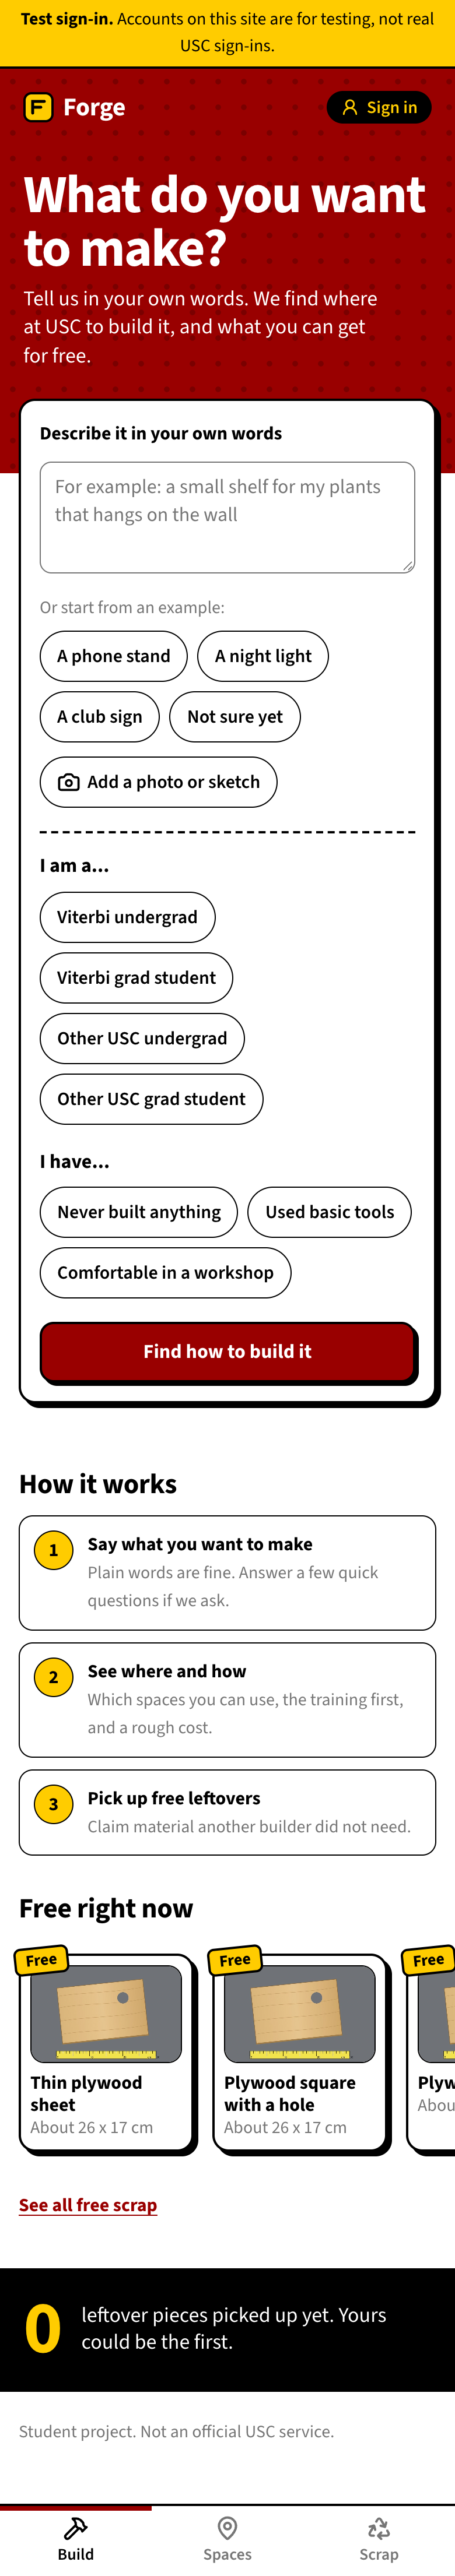 Test sign-in. Accounts on this site are for testing, not real
USC sign-ins.
F Forge
Sign in
What do you want
to make?
Tell us in your own words. We find where
at USC to build it, and what you can get
for free.
Describe it in your own words
For example: a small shelf for my plants
that hangs on the wall
Or start from an example:
A phone stand
A night light
A club sign
Not sure yet
Add a photo or sketch
I am a...
Viterbi undergrad
Viterbi grad student
Other USC undergrad
Other USC grad student
I have...
Never built anything
Used basic tools
Comfortable in a workshop
Find how to build it
How it works
1
Say what you want to make
Plain words are fine. Answer a few quick
questions if we ask.
2
See where and how
Which spaces you can use, the training first,
and a rough cost.
3
Pick up free leftovers
Claim material another builder did not need.
Free right now
Free
Thin plywood
sheet
About 26 x 17 cm
Free
Plywood square
with a hole
About 26 x 17 cm
Free
Plyw
Abou
See all free scrap
0
leftover pieces picked up yet. Yours
could be the first.
Student project. Not an official USC service.
Build
Spaces
Scrap